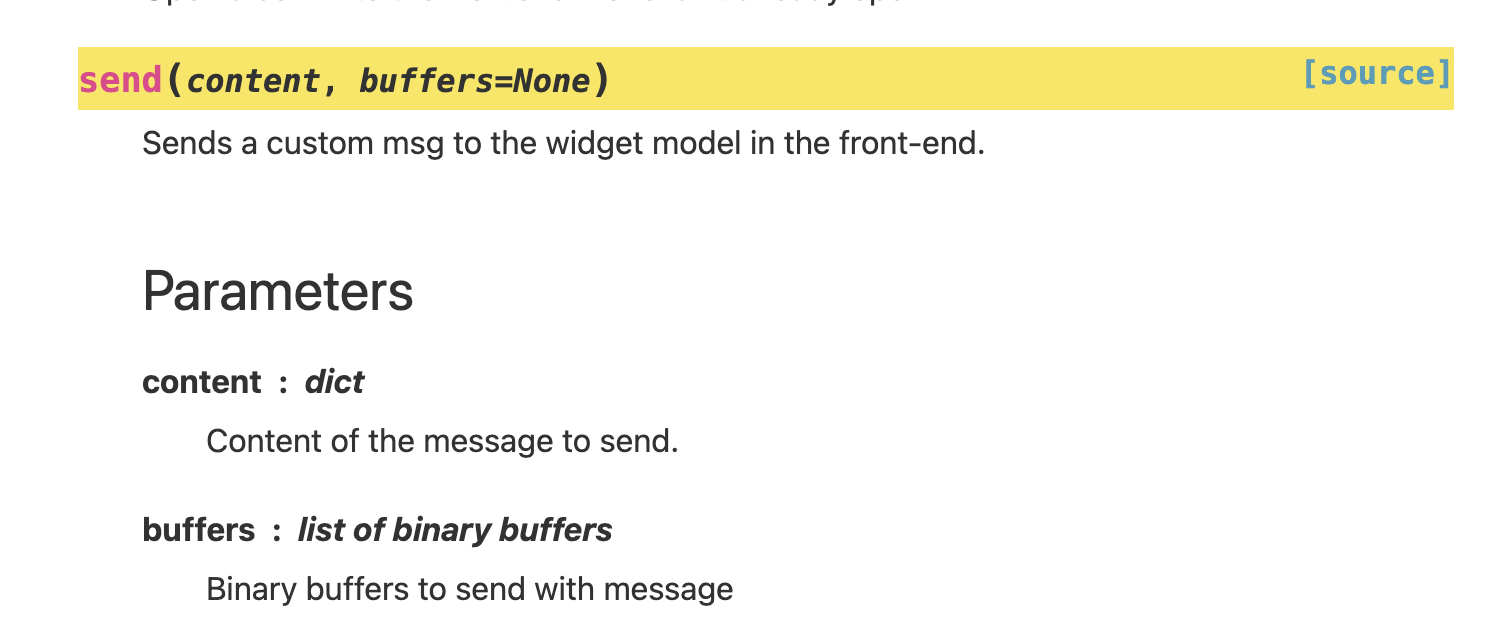 send(content, buffers=None) [source]
Sends a custom msg to the widget model in the front-end.
Parameters
content : dict
Content of the message to send.
buffers : list of binary buffers
Binary buffers to send with message